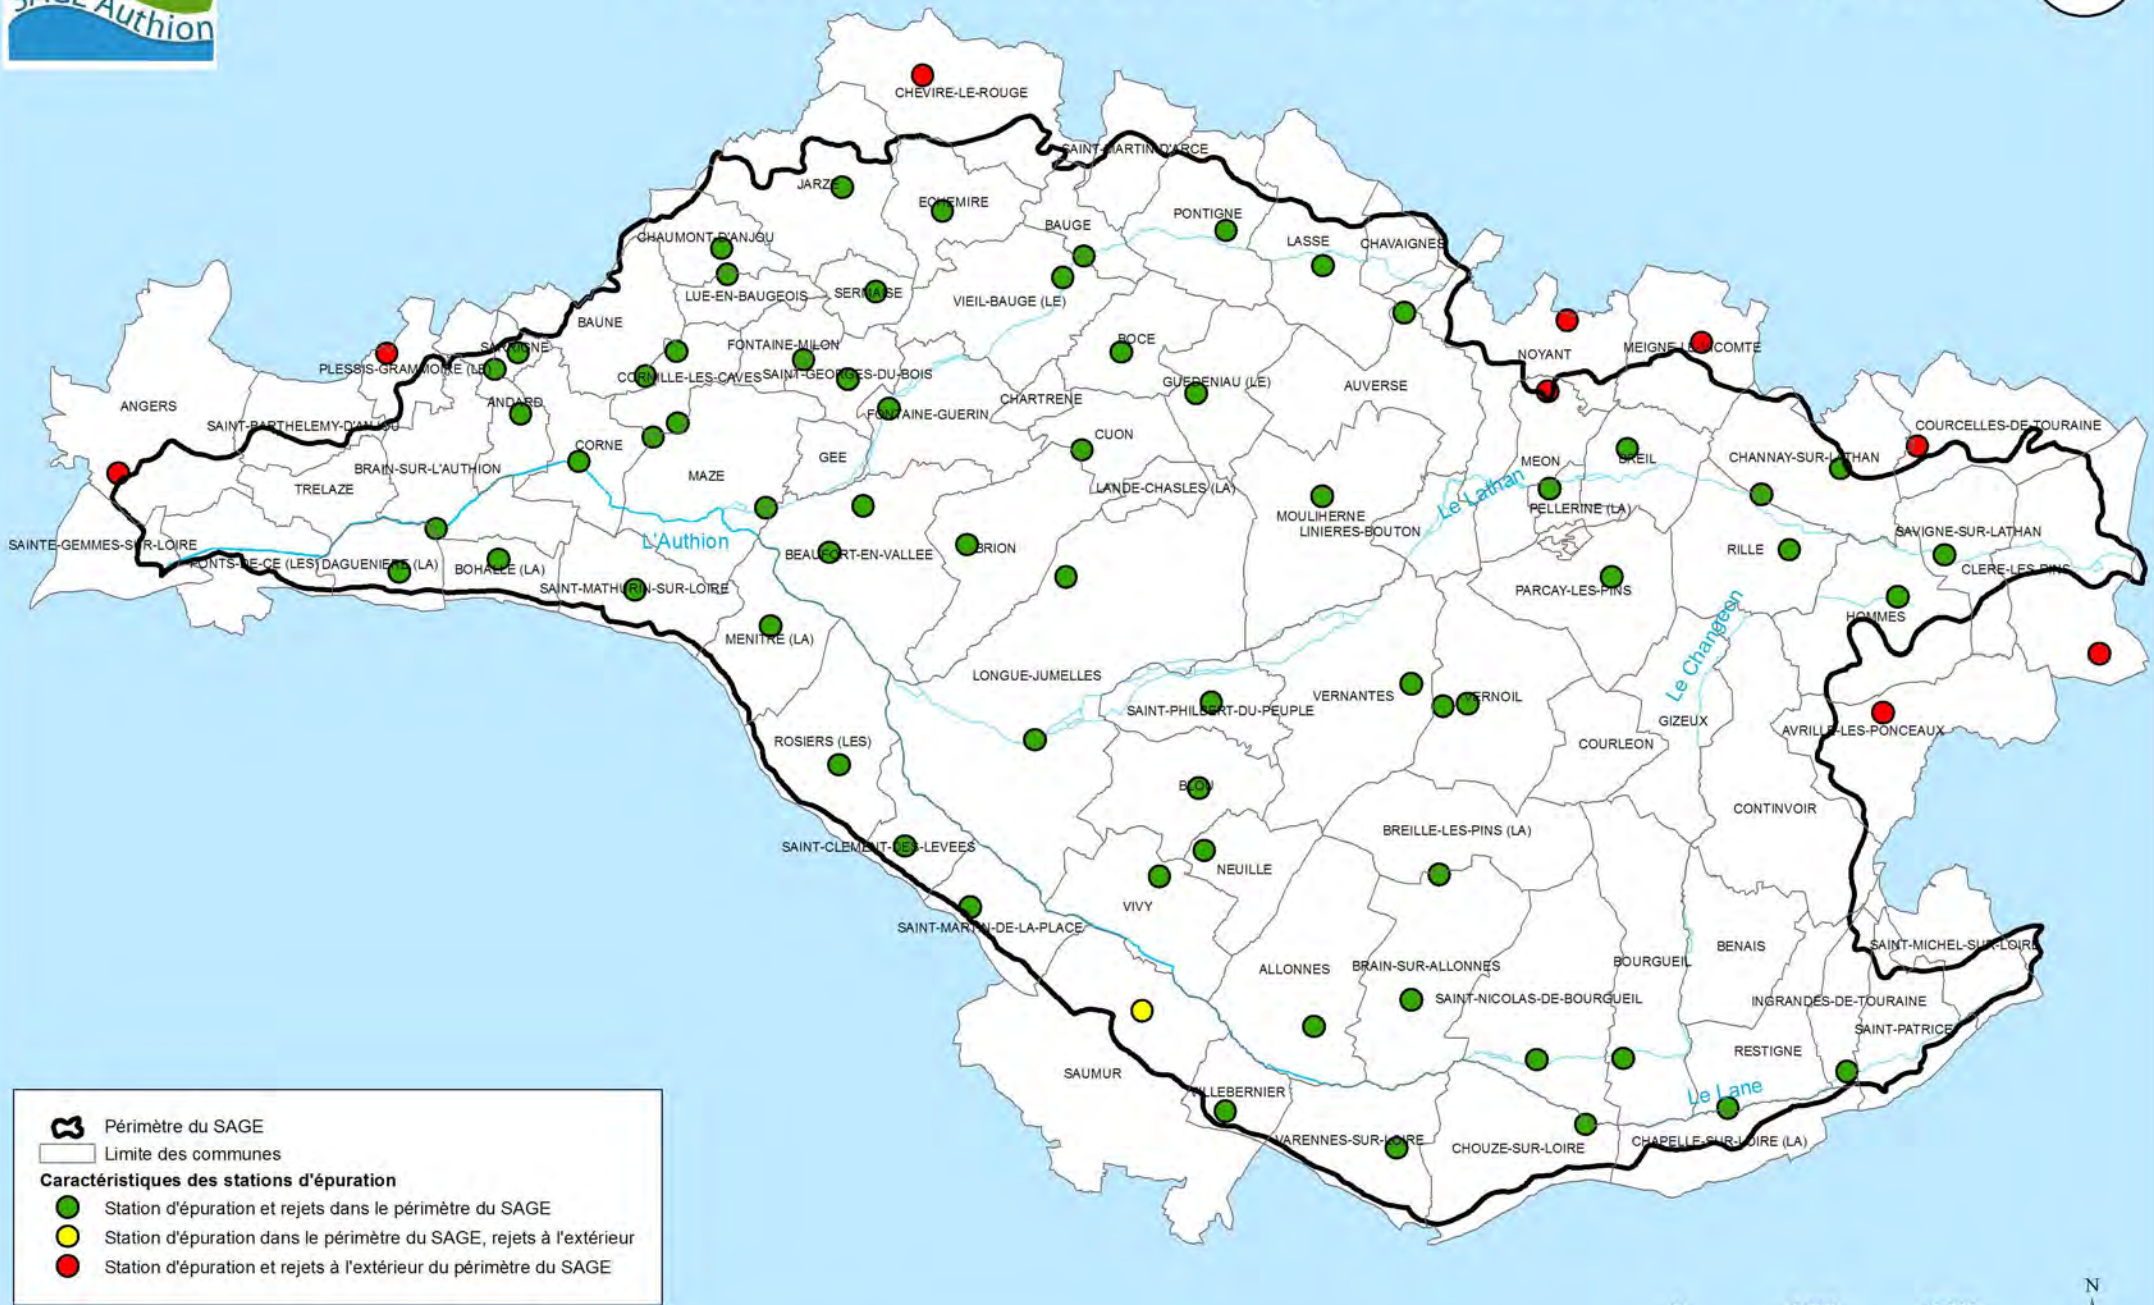 SAGE Authion
CHEVIRE-LE-ROUGE
SAINT-MARTIN-D'ARCE
JARZE
ECHEMIRE
PONTIGNE
BAUGE
CHAUMONT-D'ANJOU
LASSE
CHAVAIGNES
LUE-EN-BAUGEOIS
SERMAISE
VIEIL-BAUGE (LE)
BAUNE
BOCE
FONTAINE-MILON
SARRIGNE
MEIGNE-LE-VICOMTE
NOYANT
PLESSIS-GRAMMOIRE (LE)
CORNILLE-LES-CAVES
SAINT-GEORGES-DU-BOIS
GUEDENIAU (LE)
AUVERSE
CHARTRENE
ANGERS
ANDARD
FONTAINE-GUERIN
SAINT-BARTHELEMY-D'ANJOU
COURCELLES-DE-TOURAINE
CUON
CORNE
GEE
MEON
BREIL
CHANNAY-SUR-LATHAN
BRAIN-SUR-L'AUTHION
MAZE
TRELAZE
LANDE-CHASLES (LA)
Le Lathan
PELLERINE (LA)
MOULIHERNE
LINIERES-BOUTON
SAVIGNE-SUR-LATHAN
L'Authion
SAINTE-GEMMES-SUR-LOIRE
BRION
RILLE
BEAUFORT-EN-VALLEE
PONTS-DE-CE (LES)
DAGUENIERE (LA)
BOHALLE (LA)
CLERE-LES-PINS
SAINT-MATHURIN-SUR-LOIRE
PARCAY-LES-PINS
HOMMES
MENITRE (LA)
Le Changeon
LONGUE-JUMELLES
VERNANTES
VERNOIL
SAINT-PHILBERT-DU-PEUPLE
GIZEUX
AVRILLE-LES-PONCEAUX
ROSIERS (LES)
COURLEON
BLOU
CONTINVOIR
BREILLE-LES-PINS (LA)
SAINT-CLEMENT-DES-LEVEES
NEUILLE
VIVY
SAINT-MARTIN-DE-LA-PLACE
SAINT-MICHEL-SUR-LOIRE
BENAIS
BOURGUEIL
ALLONNES
BRAIN-SUR-ALLONNES
SAINT-NICOLAS-DE-BOURGUEIL
INGRANDES-DE-TOURAINE
SAINT-PATRICE
RESTIGNE
SAUMUR
VILLEBERNIER
Le Lane
VARENNES-SUR-LOIRE
CHOUZE-SUR-LOIRE
CHAPELLE-SUR-LOIRE (LA)
Périmètre du SAGE
Limite des communes
Caractéristiques des stations d'épuration
Station d'épuration et rejets dans le périmètre du SAGE
Station d'épuration dans le périmètre du SAGE, rejets à l'extérieur
Station d'épuration et rejets à l'extérieur du périmètre du SAGE
N